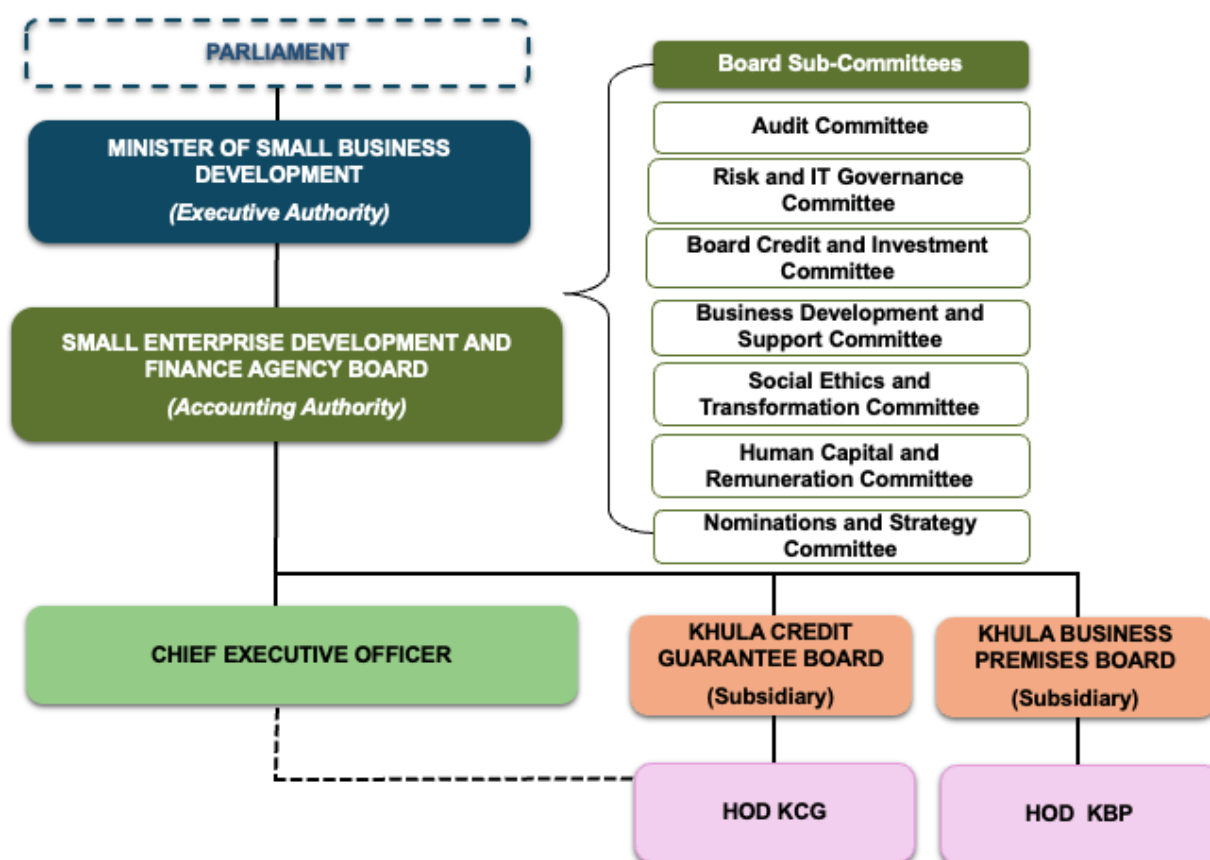 PARLIAMENT
MINISTER OF SMALL BUSINESS
DEVELOPMENT
(Executive Authority)
SMALL ENTERPRISE DEVELOPMENT AND
FINANCE AGENCY BOARD
(Accounting Authority)
Board Sub-Committees
Audit Committee
Risk and IT Governance
Committee
Board Credit and Investment
Committee
Business Development and
Support Committee
Social Ethics and
Transformation Committee
Human Capital and
Remuneration Committee
Nominations and Strategy
Committee
CHIEF EXECUTIVE OFFICER
KHULA CREDIT
GUARANTEE BOARD
(Subsidiary)
KHULA BUSINESS
PREMISES BOARD
(Subsidiary)
HOD KCG
HOD KBP